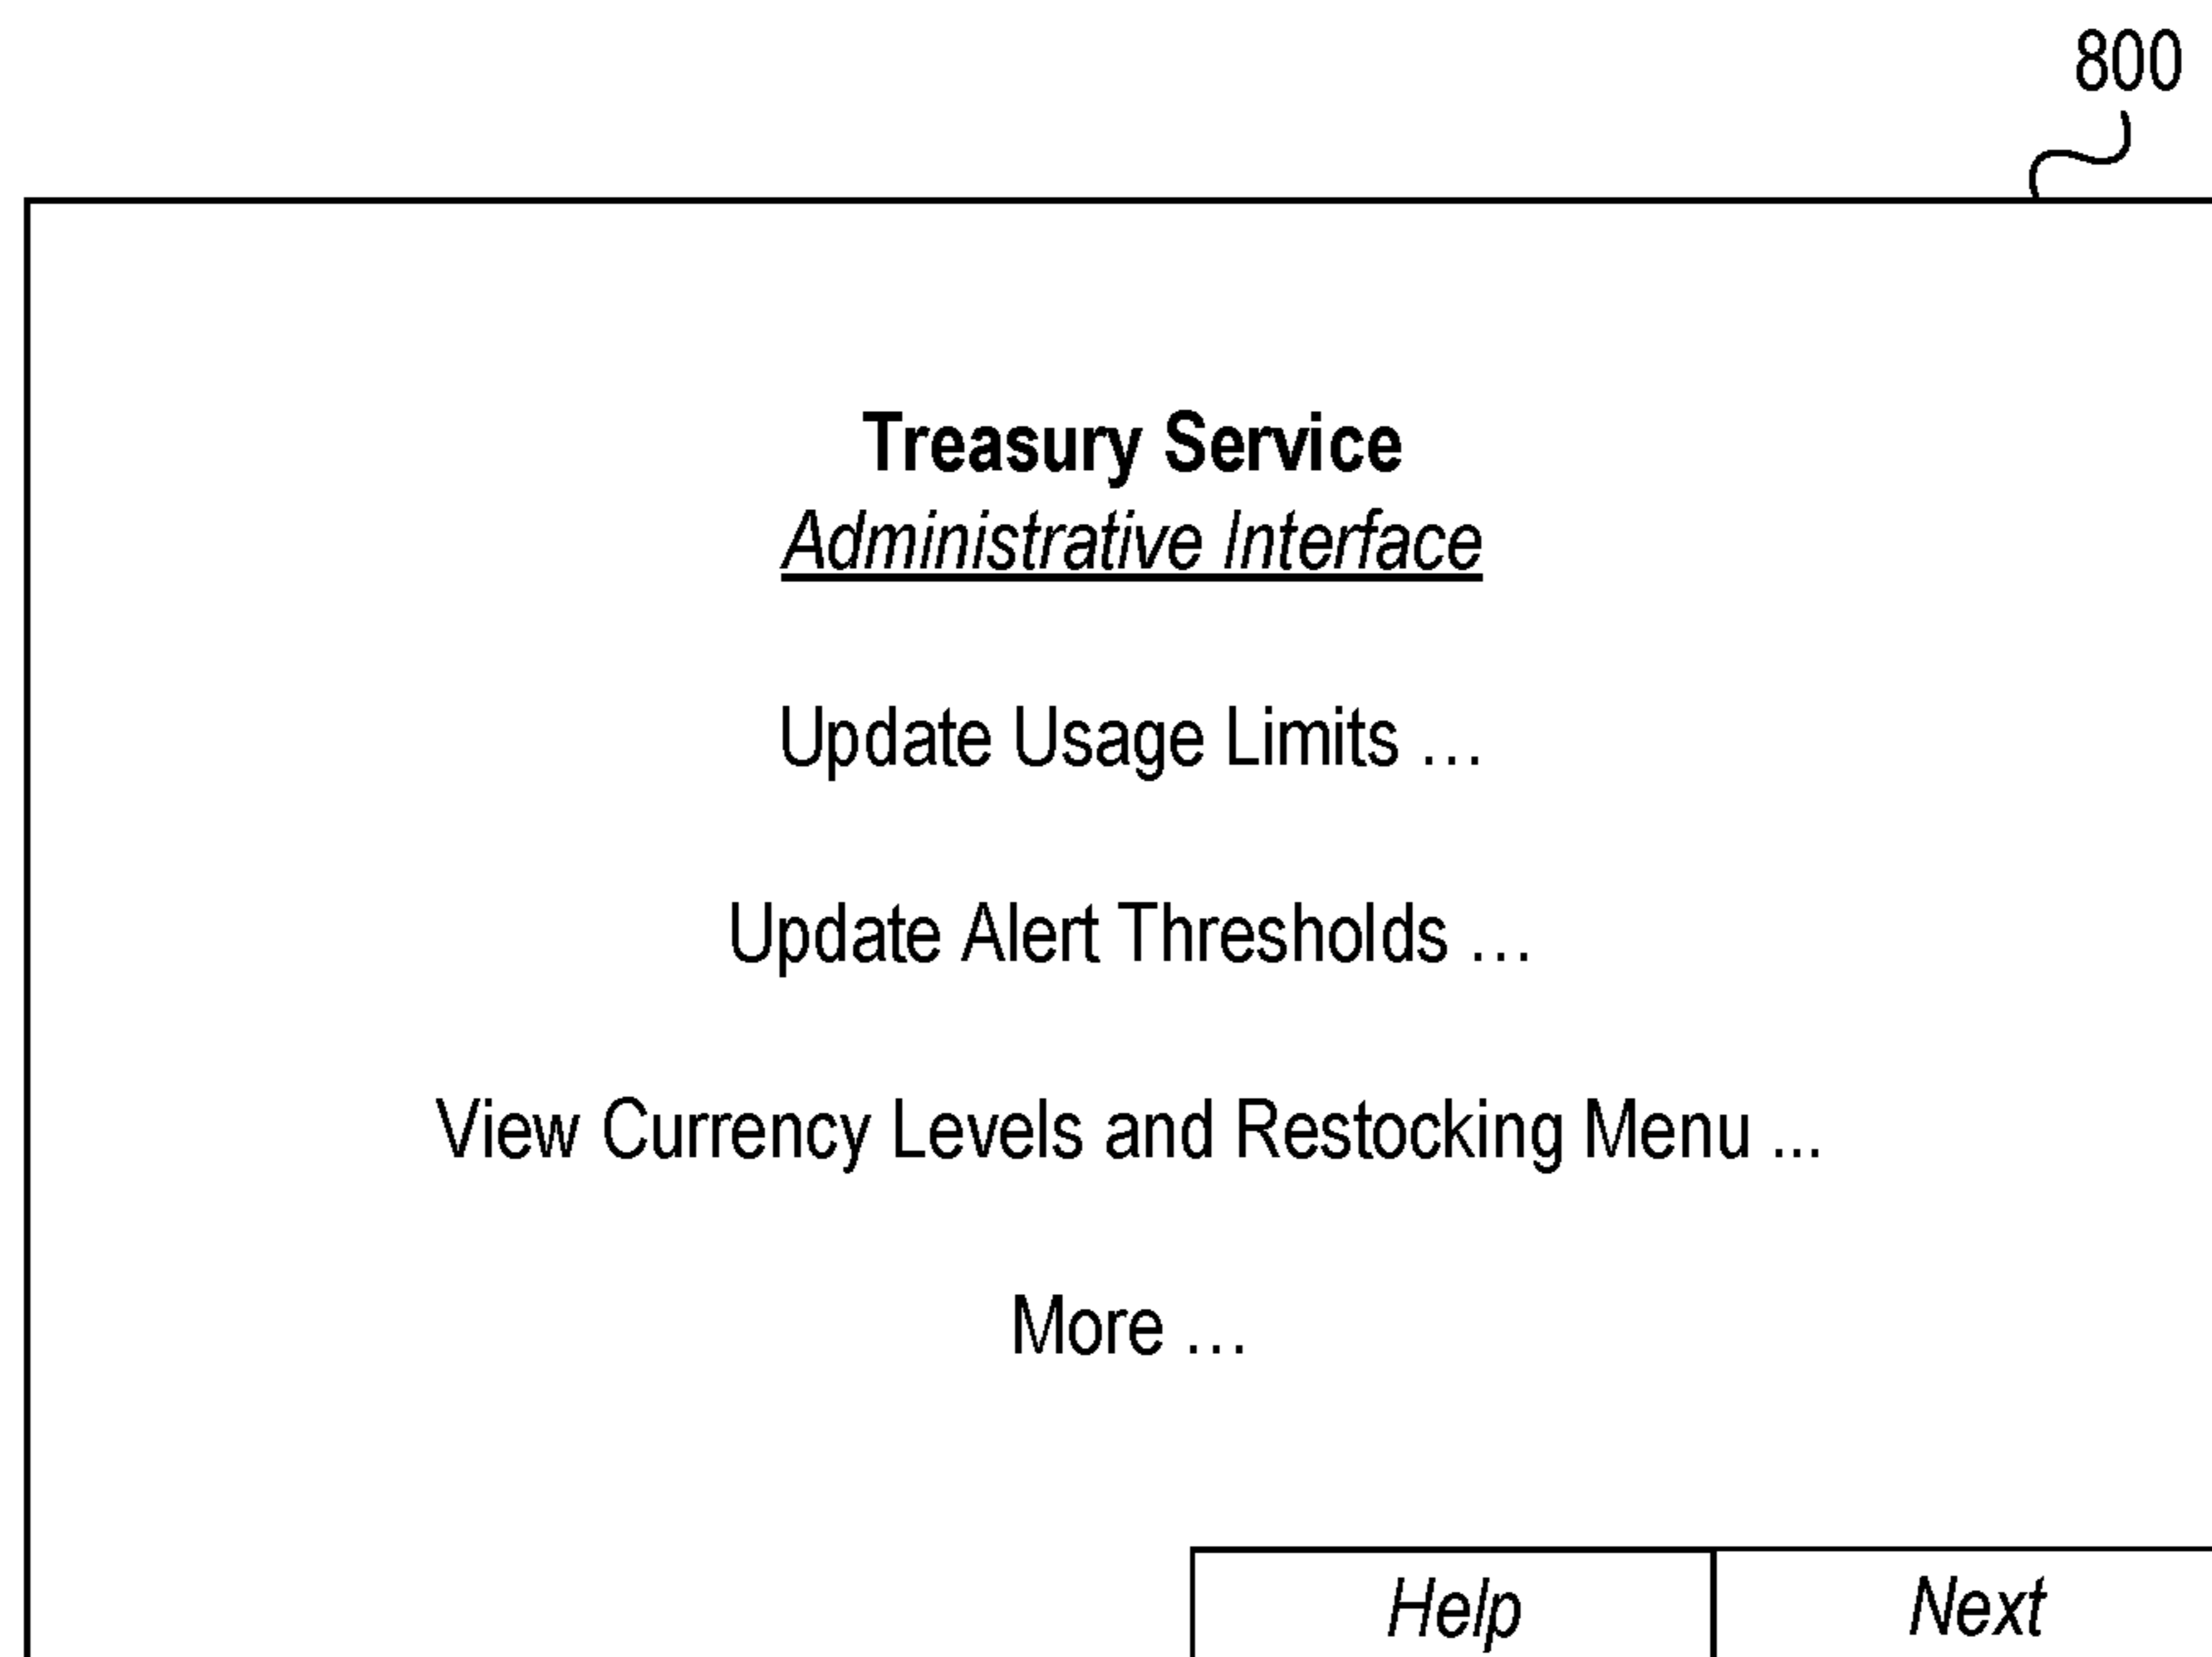 800
Treasury Service
Administrative Interface
Update Usage Limits ...
Update Alert Thresholds ...
View Currency Levels and Restocking Menu ...
More ...
Help Next